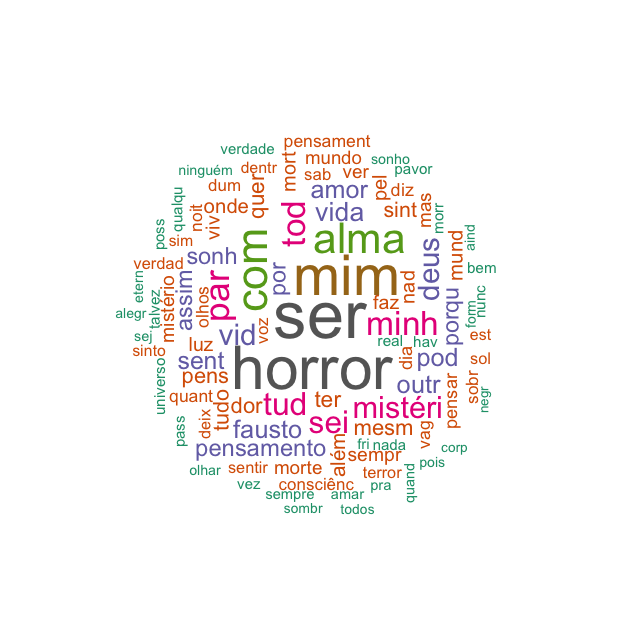 verdade
pensament
ninguém
dentr
mort
mundo
sonho
dum
quer
sab
ver
pavor
qualqu
noit
onde
amor
pel
diz
viv
tod
vida
sint
mas
morr
poss
sim
sonh
com
alma
deus
mund
aind
verdad
assim
por
mim
nad
bem
etern
mistério
olhos
par
faz
porqu
form
nunc
alegr
talvez
ser
minh
sej
vid
voz
real
hav
est
sinto
luz
sent
horror
dia
pod
sol
universo
pens
outr
sobr
negr
quant
tudo
dor
tud
ter
mistéri
pensar
deix
sei
mesm
vag
pass
fausto
fri
nada
corp
pensamento
além
sempr
pois
olhar
sentir
morte
terror
quand
vez
consciênc
pra
sempre
amar
sombr
todos